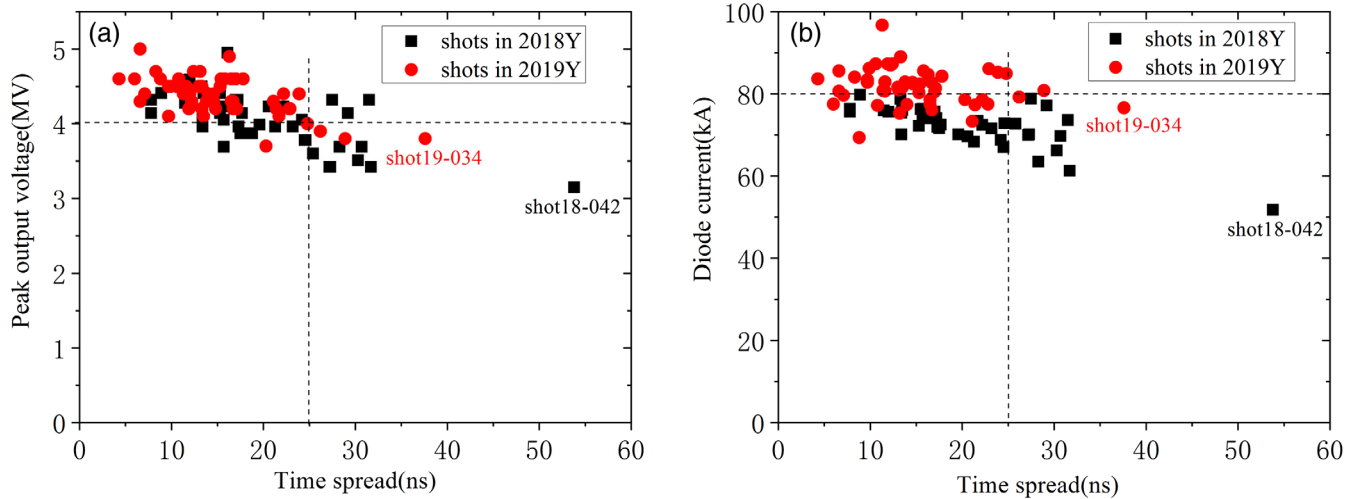 (a)
shots in 2018Y
shots in 2019Y
5
4
3
2
1
0
Peak output voltage(MV)
shot19-034
shot18-042
0 10 20 30 40 50 60
Time spread(ns)
(b)
shots in 2018Y
shots in 2019Y
100
80
60
40
20
0
Diode current(kA)
shot19-034
shot18-042
0 10 20 30 40 50 60
Time spread(ns)